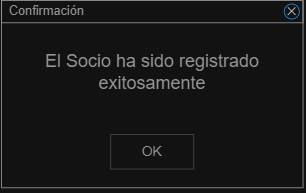 Confirmación
El Socio ha sido registrado
exitosamente
OK